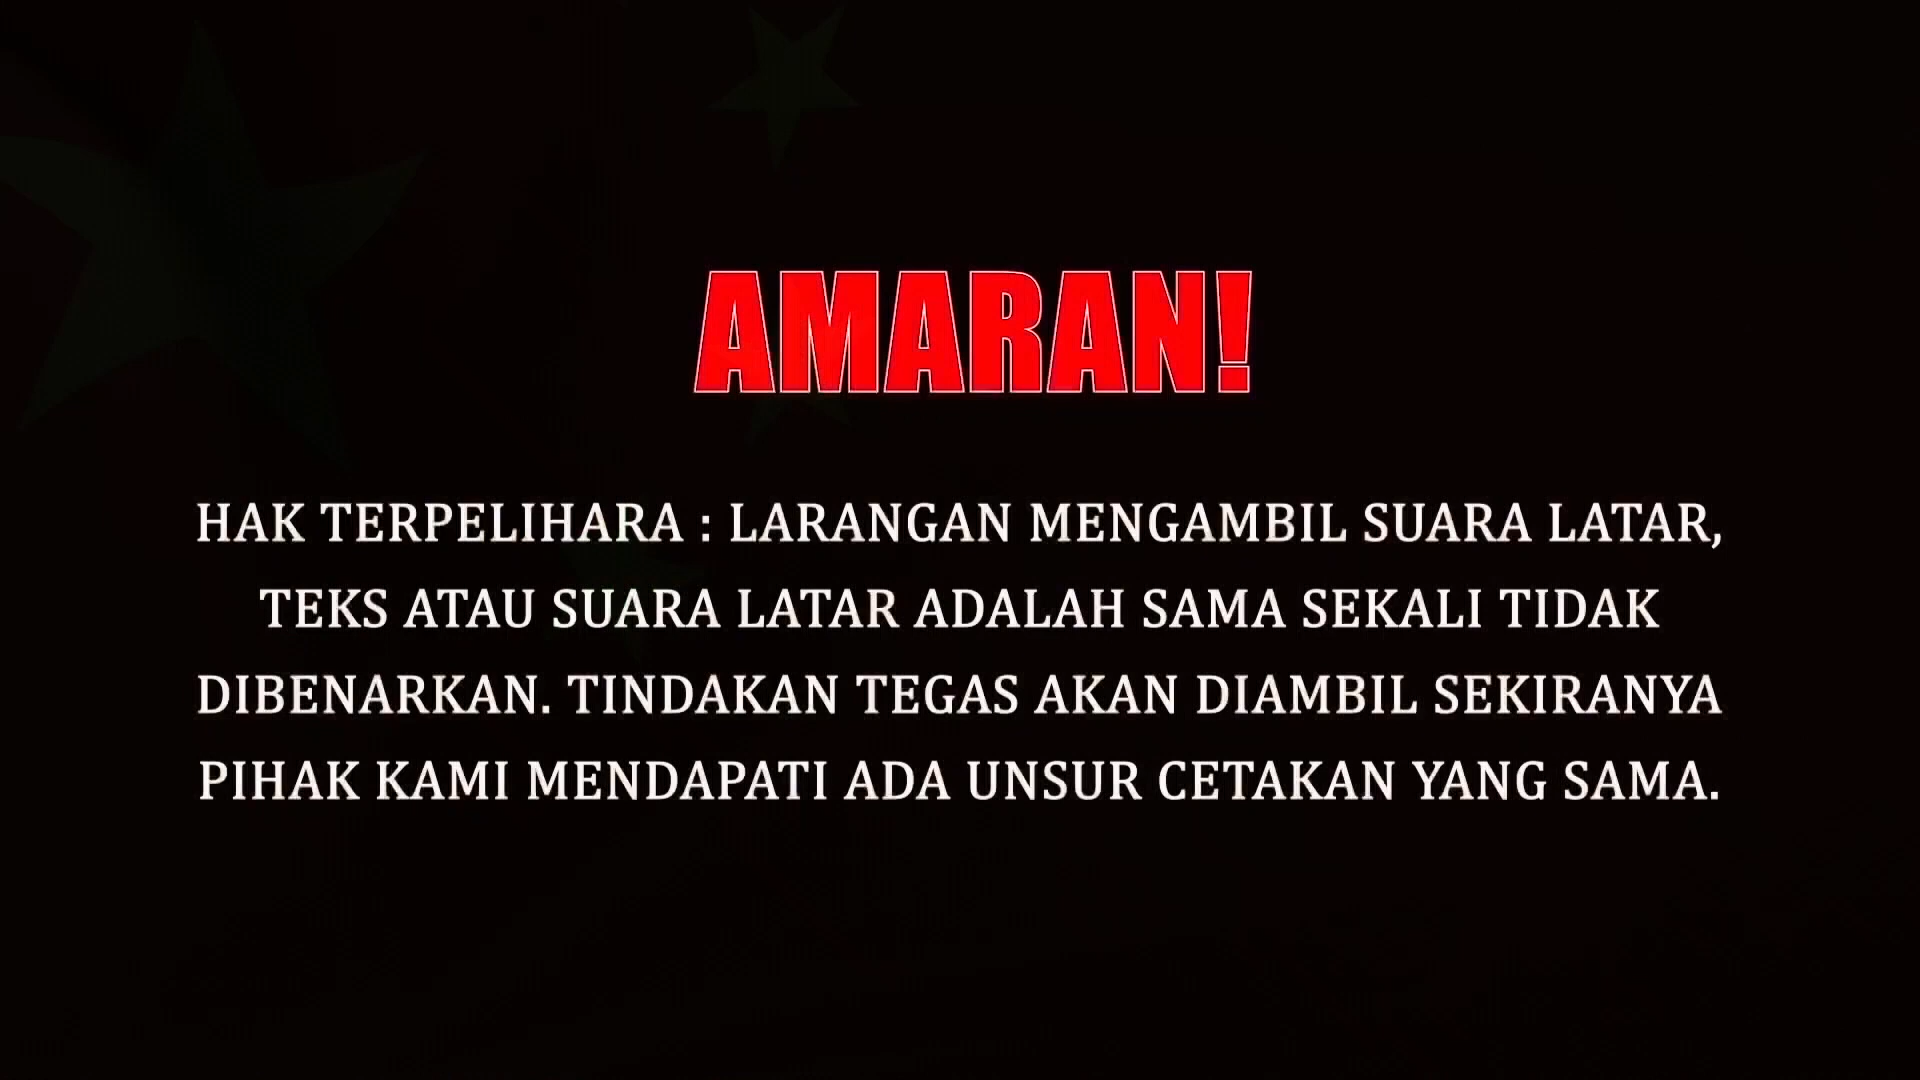 AMARAN!
HAK TERPELIHARA : LARANGAN MENGAMBIL SUARA LATAR,
TEKS ATAU SUARA LATAR ADALAH SAMA SEKALI TIDAK
DIBENARKAN. TINDAKAN TEGAS AKAN DIAMBIL SEKIRANYA
PIHAK KAMI MENDAPATI ADA UNSUR CETAKAN YANG SAMA.